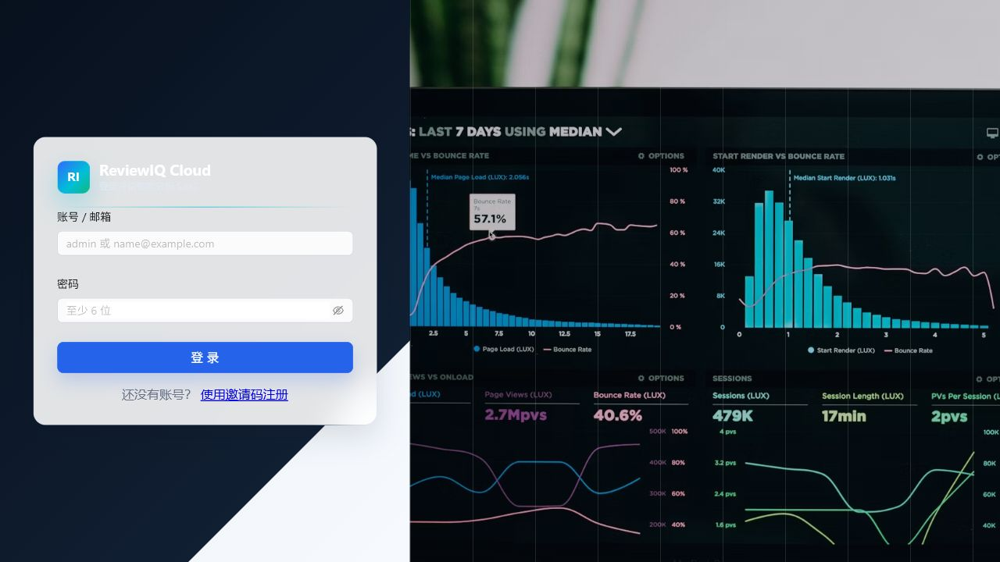 RI
ReviewIQ Cloud
账号 / 邮箱
admin 或 name@example.com
密码
至少 6 位
登 录
还没有账号? 使用邀请码注册
: LAST 7 DAYS USING MEDIAN
ME VS BOUNCE RATE
OPTIONS
100 %
Median Page Load (LUX): 2.056s
Bounce Rate
7s
57.1%
80 %
60 %
40 %
20 %
0 %
2.5 5 7.5 10 12.5 15 17.5
Page Load (LUX) Bounce Rate
START RENDER VS BOUNCE RATE
OPT
40K
Median Start Render (LUX): 1.031s
32K
24K
16K
8K
0
0 1 2 3 4 5
Start Render (LUX) Bounce Rate
EWS VS ONLOAD
OPTIONS
d (LUX)
Page Views (LUX)
2.7Mpvs
Bounce Rate (LUX)
40.6%
500K 100%
400K 80%
300K 60%
200K 40%
SESSIONS
OPT
Sessions (LUX)
479K
Session Length (LUX)
17min
PVs Per Session (L
2pvs
4 pvs
3.2 pvs
2.4 pvs
1.6 pvs
100K
80K
60K
40K